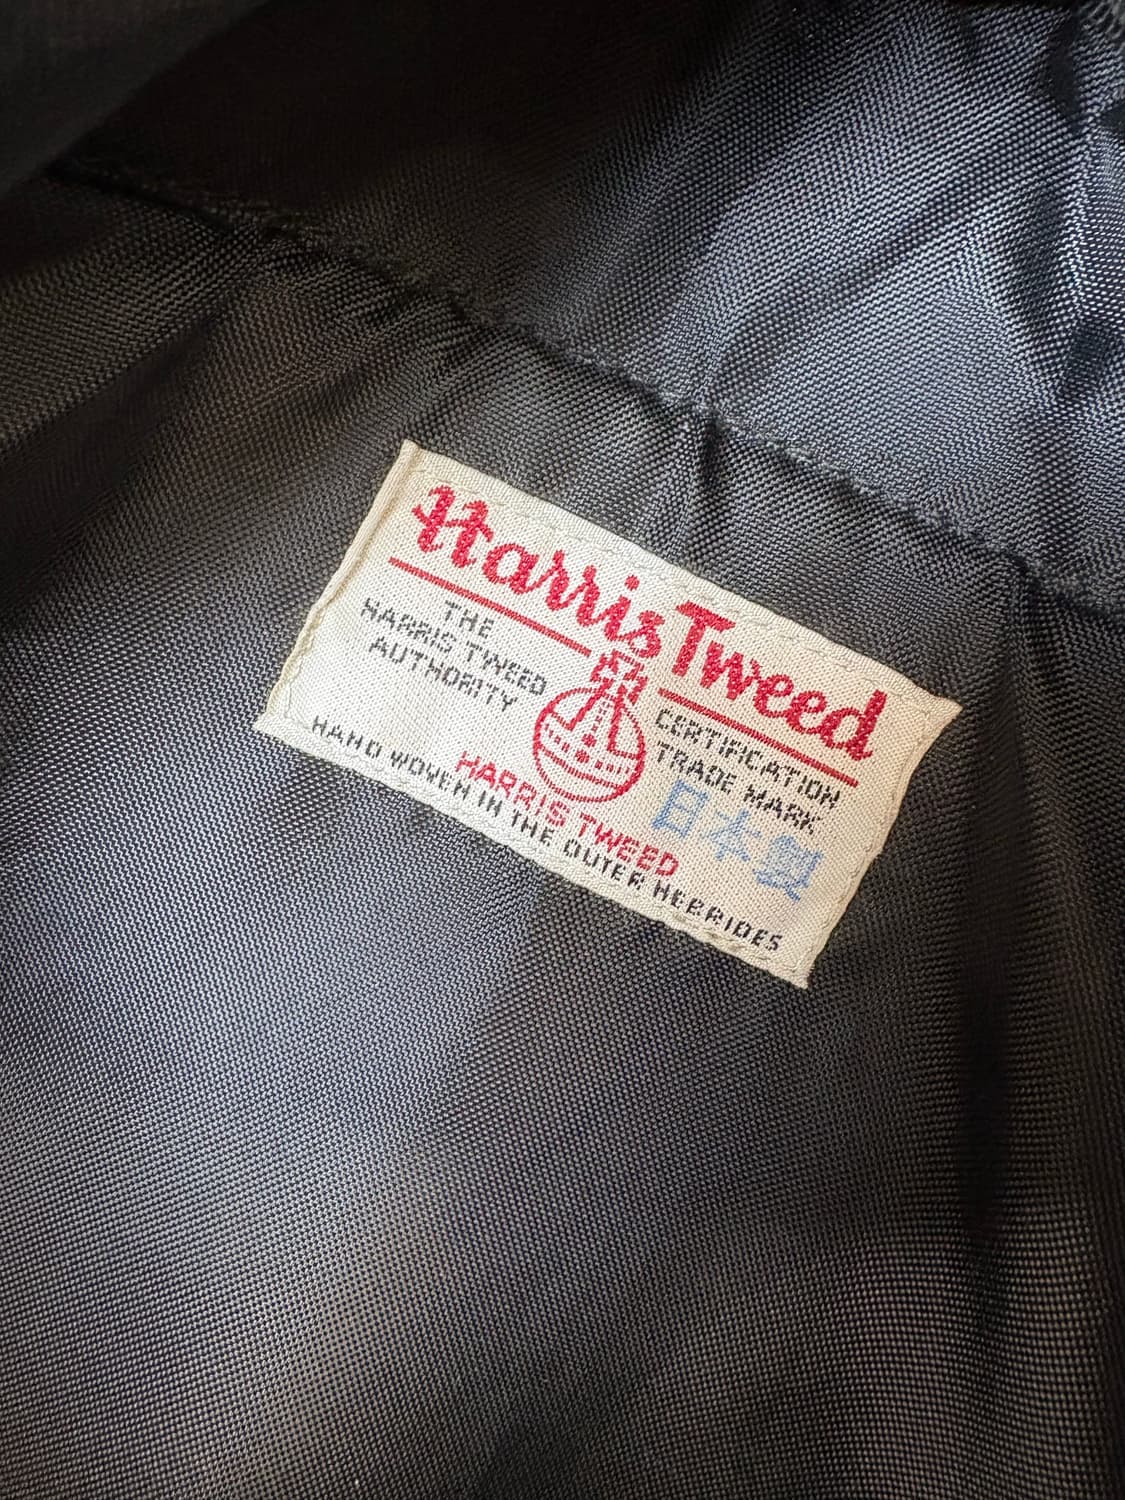 Harris Tweed
THE
HARRIS TWEED
AUTHORITY
CERTIFICATION
TRADE MARK
日本製
HARRIS TWEED
HAND WOVEN IN THE OUTER HEBRIDES